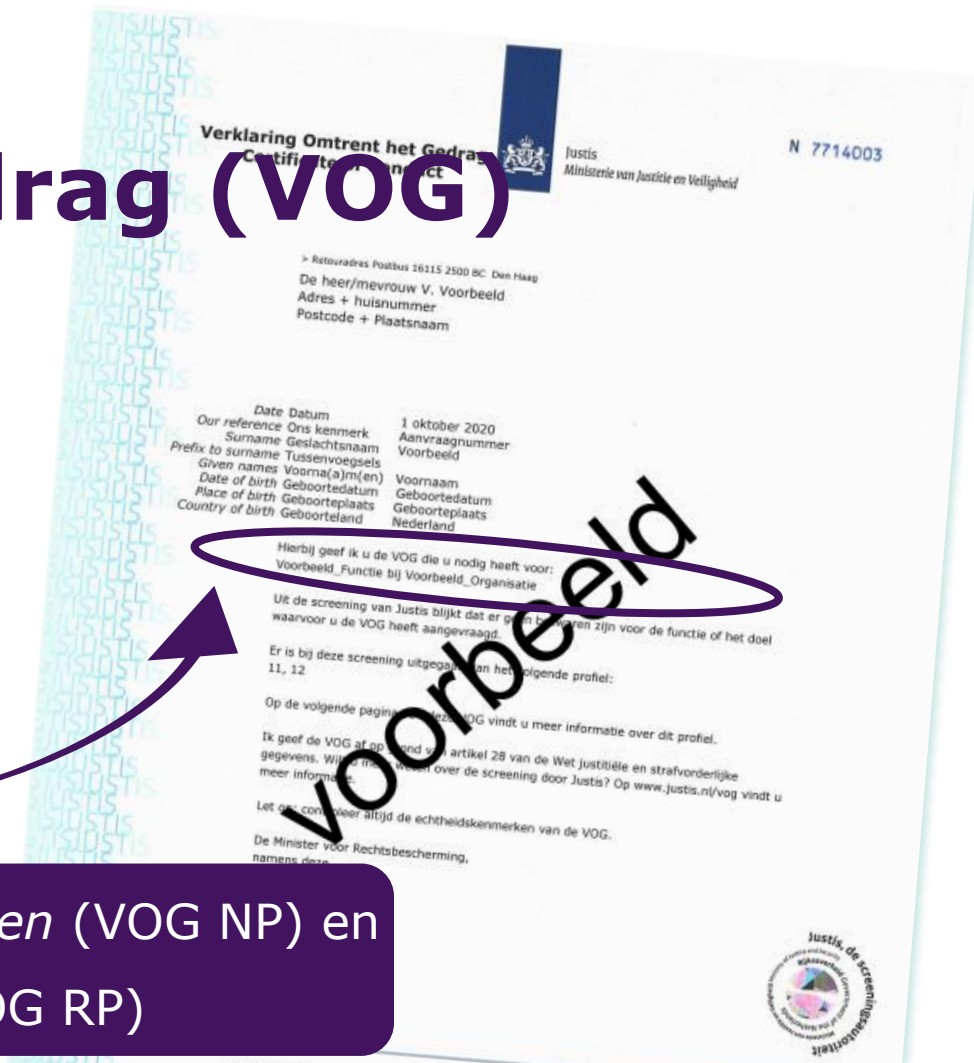 Verklaring Omtrent het Gedrag
Certificate of Conduct
drag (VOG)
Justis
Ministerie van Justitie en Veiligheid
N 7714003
> Retouradres Postbus 16115 2500 BC Den Haag
De heer/mevrouw V. Voorbeeld
Adres + huisnummer
Postcode + Plaatsnaam
Date Datum 1 oktober 2020
Our reference Ons kenmerk Aanvraagnummer
Surname Geslachtsnaam Voorbeeld
Prefix to surname Tussenvoegsels
Given names Voorna(a)m(en) Voornaam
Date of birth Geboortedatum Geboortedatum
Place of birth Geboorteplaats Geboorteplaats
Country of birth Geboorteland Nederland
Hierbij geef ik u de VOG die u nodig heeft voor:
Voorbeeld_Functie bij Voorbeeld_Organisatie
Uit de screening van Justis blijkt dat er geen bezwaren zijn voor de functie of het doel
waarvoor u de VOG heeft aangevraagd.
Er is bij deze screening uitgegaan van het volgende profiel:
11, 12
Op de volgende pagina van deze VOG vindt u meer informatie over dit profiel.
Ik geef de VOG af op grond van artikel 28 van de Wet justitiële en strafvorderlijke
gegevens. Wilt u meer weten over de screening door Justis? Op www.justis.nl/vog vindt u
meer informatie.
Let op: controleer altijd de echtheidskenmerken van de VOG.
De Minister voor Rechtsbescherming,
namens deze
voorbeeld
en (VOG NP) en
OG RP)
Justis, de screeningsautoriteit